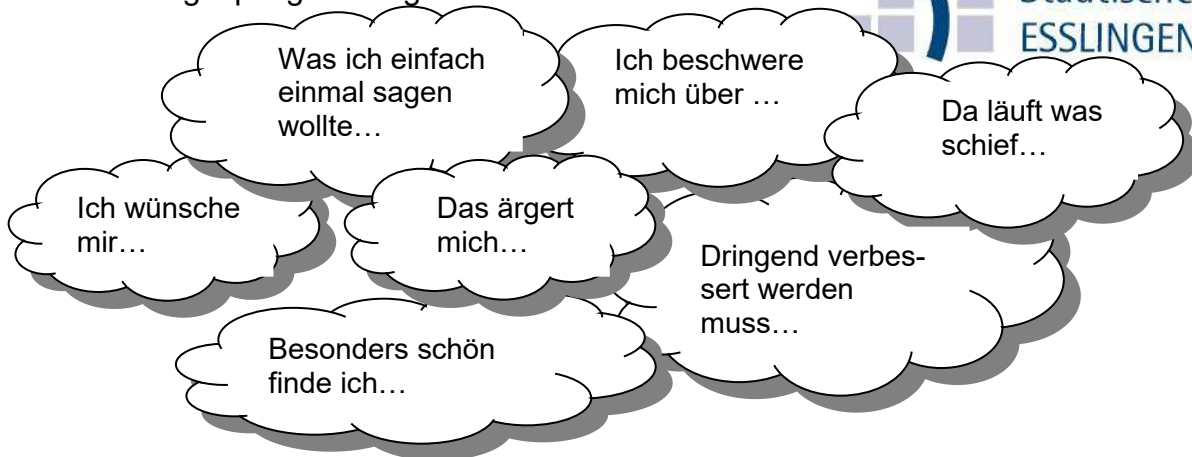 ESSLINGEN
Was ich einfach
einmal sagen
wollte…
Ich beschwere
mich über …
Da läuft was
schief…
Ich wünsche
mir…
Das ärgert
mich…
Dringend verbes-
sert werden
muss…
Besonders schön
finde ich…